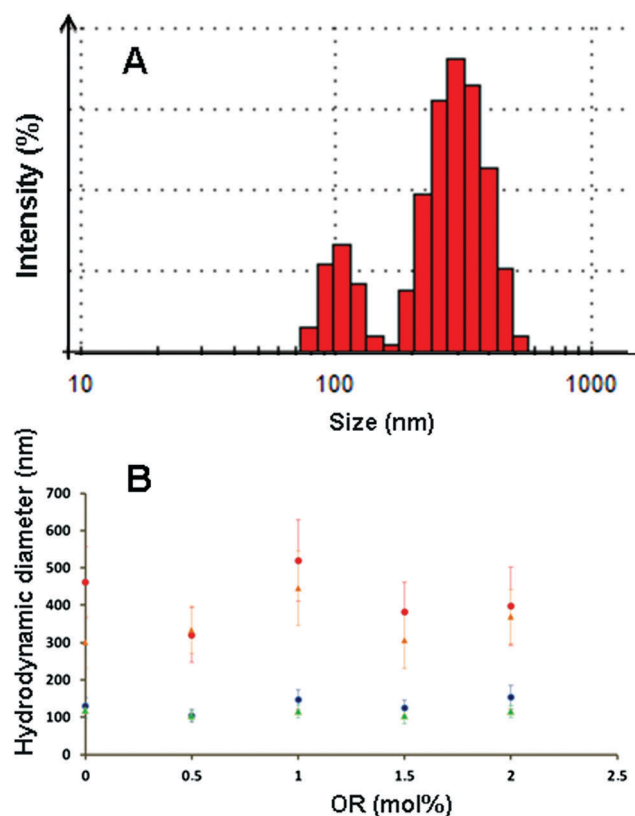 A
Intensity (%)
10 100 1000
Size (nm)
B
Hydrodynamic diameter (nm)
700
600
500
400
300
200
100
0
0 0.5 1 1.5 2 2.5
OR (mol%)